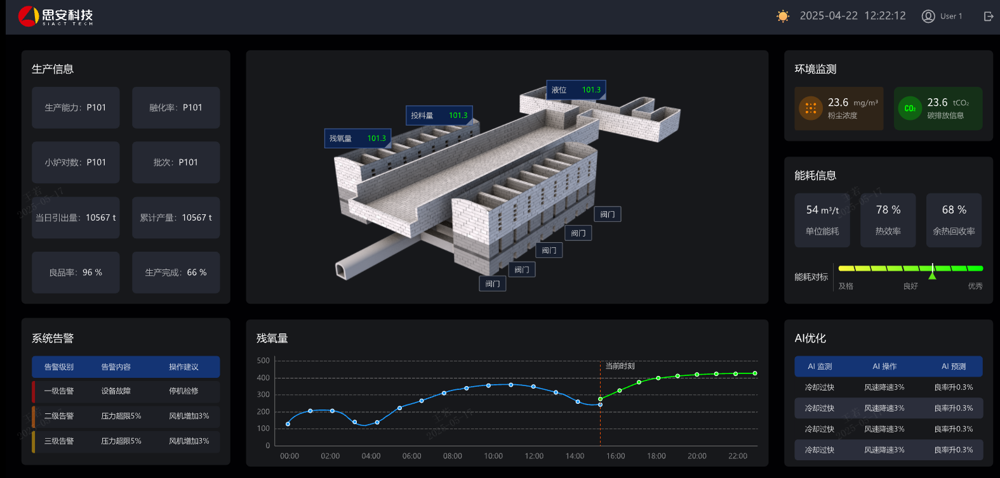 思安科技
SIACT TECH
2025-04-22 12:22:12
User 1
生产信息
生产能力：P101
融化率：P101
小炉对数：P101
批次：P101
当日引出量：10567 t
累计产量：10567 t
良品率：96 %
生产完成：66 %
液位 101.3
投料量 101.3
残氧量 101.3
阀门
阀门
阀门
阀门
阀门
环境监测
23.6 mg/m³
粉尘浓度
CO₂
23.6 tCO₂
碳排放信息
能耗信息
54 m³/t
单位能耗
78 %
热效率
68 %
余热回收率
能耗对标
及格 良好 优秀
系统告警
告警级别 告警内容 操作建议
一级告警 设备故障 停机检修
二级告警 压力超限5% 风机增加3%
三级告警 压力超限5% 风机增加3%
残氧量
当前时刻
500
400
300
200
100
0
00:00 02:00 04:00 06:00 08:00 10:00 12:00 14:00 16:00 18:00 20:00 22:00
AI优化
AI 监测 AI 操作 AI 预测
冷却过快 风速降速3% 良率升0.3%
冷却过快 风速降速3% 良率升0.3%
冷却过快 风速降速3% 良率升0.3%
冷却过快 风速降速3% 良率升0.3%
2025-05-17
2025-05-17
2025-05-17
2025-05-17
2025-05-17